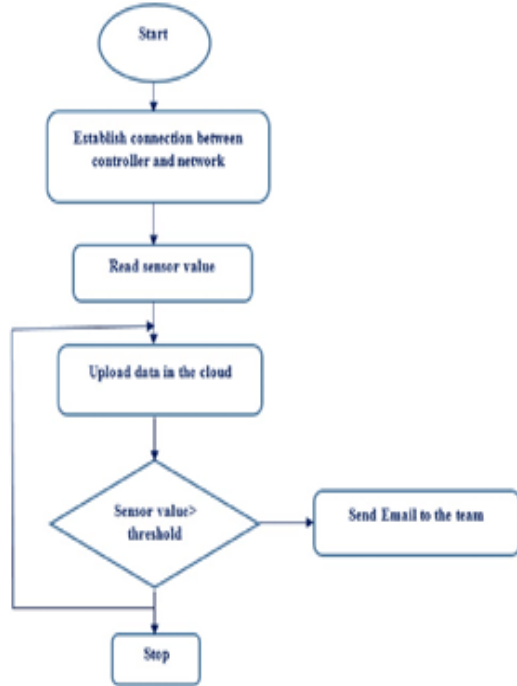 Start
Establish connection between
controller and network
Read sensor value
Upload data in the cloud
Sensor value>
threshold
Send Email to the team
Stop